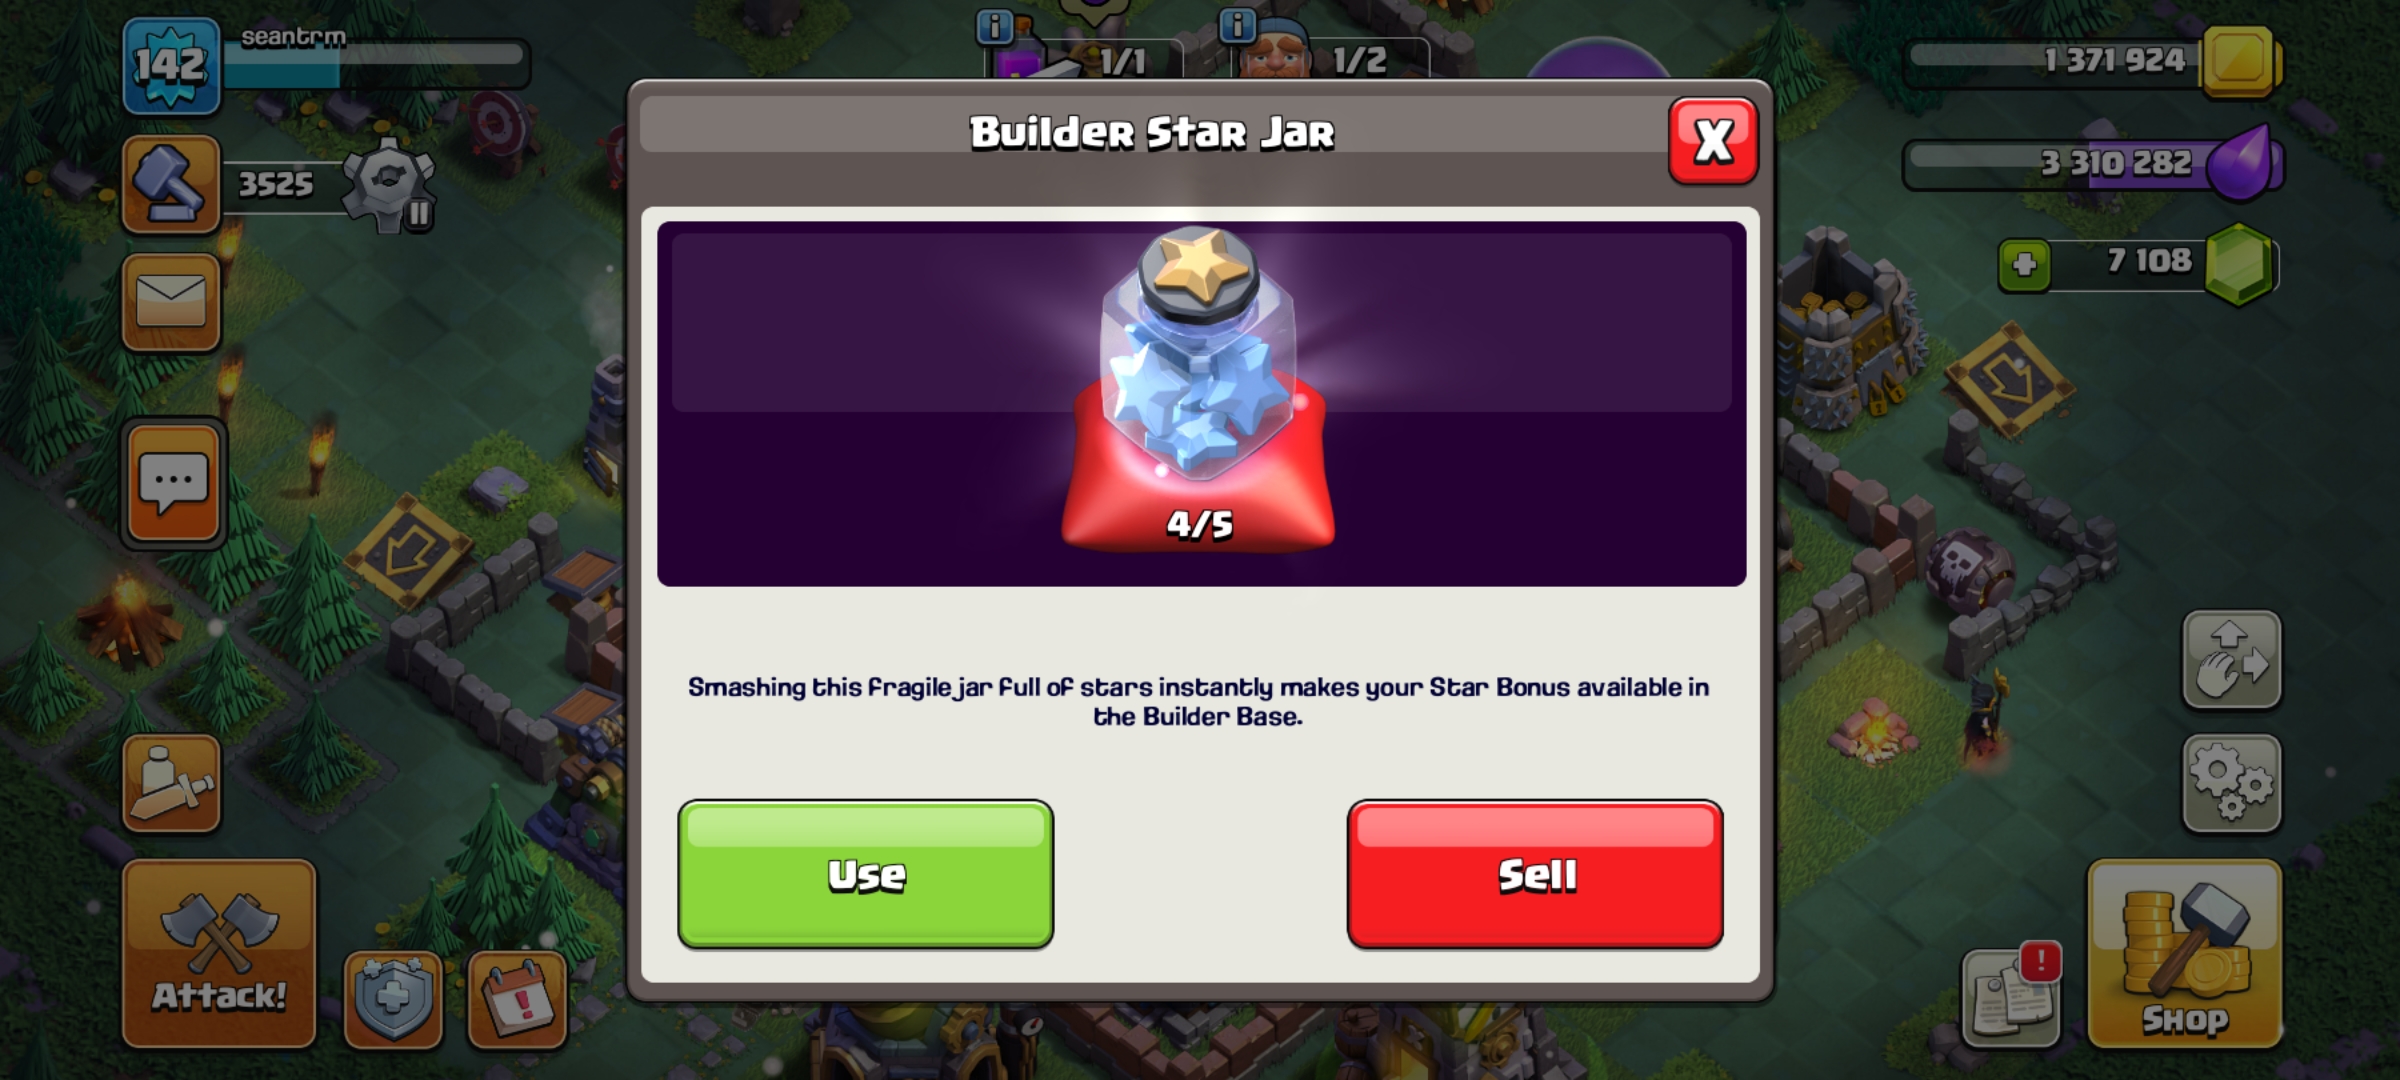 142
seantrm
1/1
1/2
1 371 924
Builder Star Jar
X
3525
3 310 282
7 108
4/5
Smashing this fragile jar full of stars instantly makes your Star Bonus available in
the Builder Base.
Use
Sell
Attack!
!
!
Shop